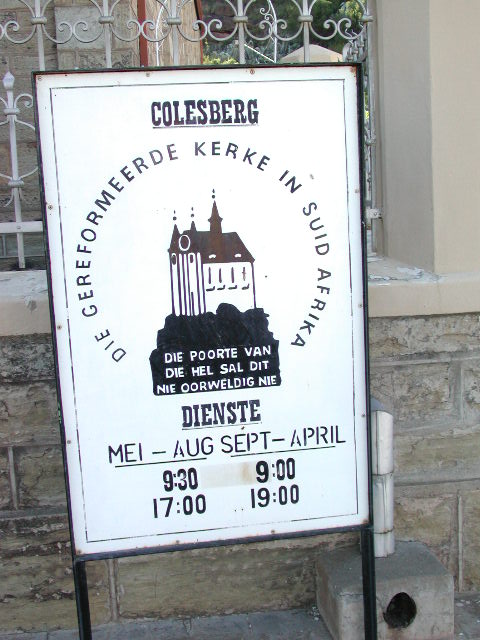 COLESBERG
DIE GEREFORMEERDE KERKE IN SUID AFRIKA
DIE POORTE VAN
DIE HEL SAL DIT
NIE OORWELDIG NIE
DIENSTE
MEI - AUG SEPT - APRIL
9:30 9:00
17:00 19:00